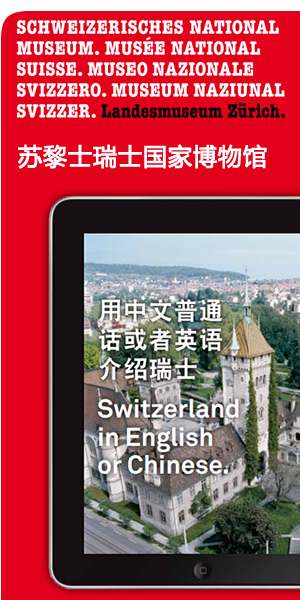 SCHWEIZERISCHES NATIONAL
MUSEUM. MUSÉE NATIONAL
SUISSE. MUSEO NAZIONALE
SVIZZERO. MUSEUM NAZIUNAL
SVIZZER. Landesmuseum Zürich.
苏黎士瑞士国家博物馆
用中文普通
话或者英语
介绍瑞士
Switzerland
in English
or Chinese.